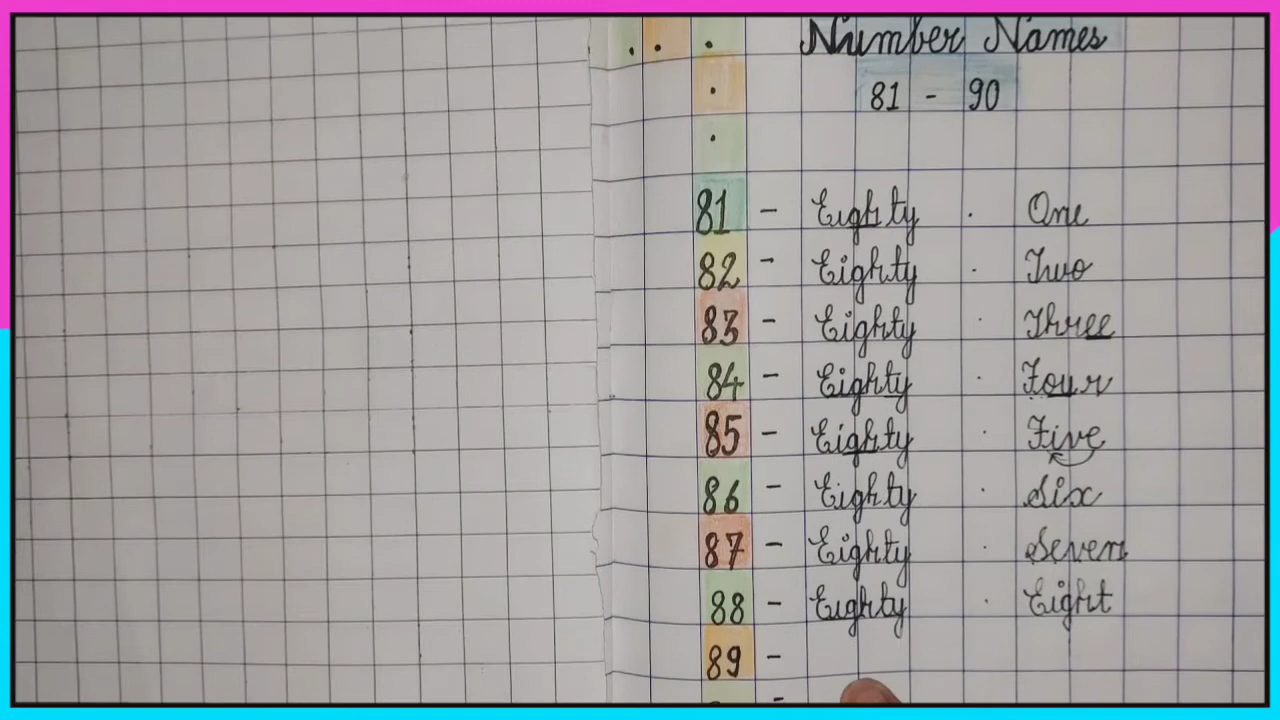 Number Names
81 - 90
81 - Eighty . One
82 - Eighty . Two
83 - Eighty . Three
84 - Eighty . Four
85 - Eighty . Five
86 - Eighty . Six
87 - Eighty . Seven
88 - Eighty . Eight
89 -
-